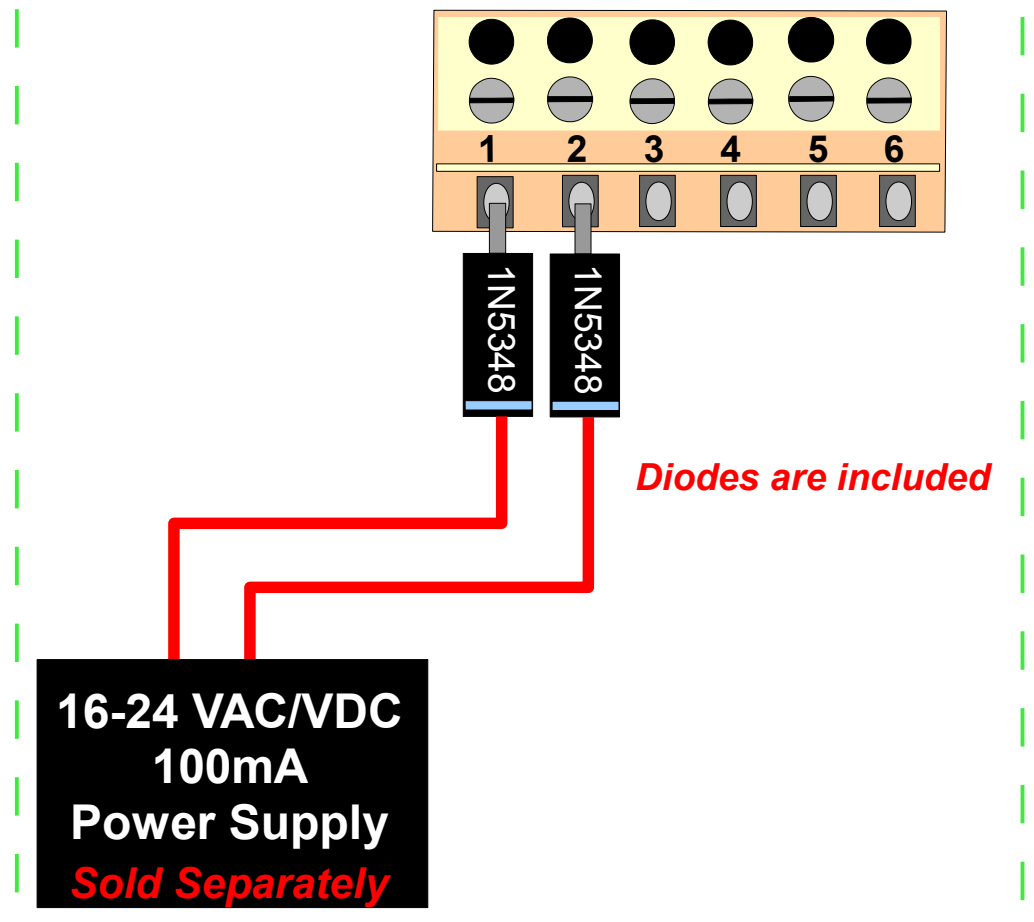 1 2 3 4 5 6
1N5348 1N5348
Diodes are included
16-24 VAC/VDC
100mA
Power Supply
Sold Separately